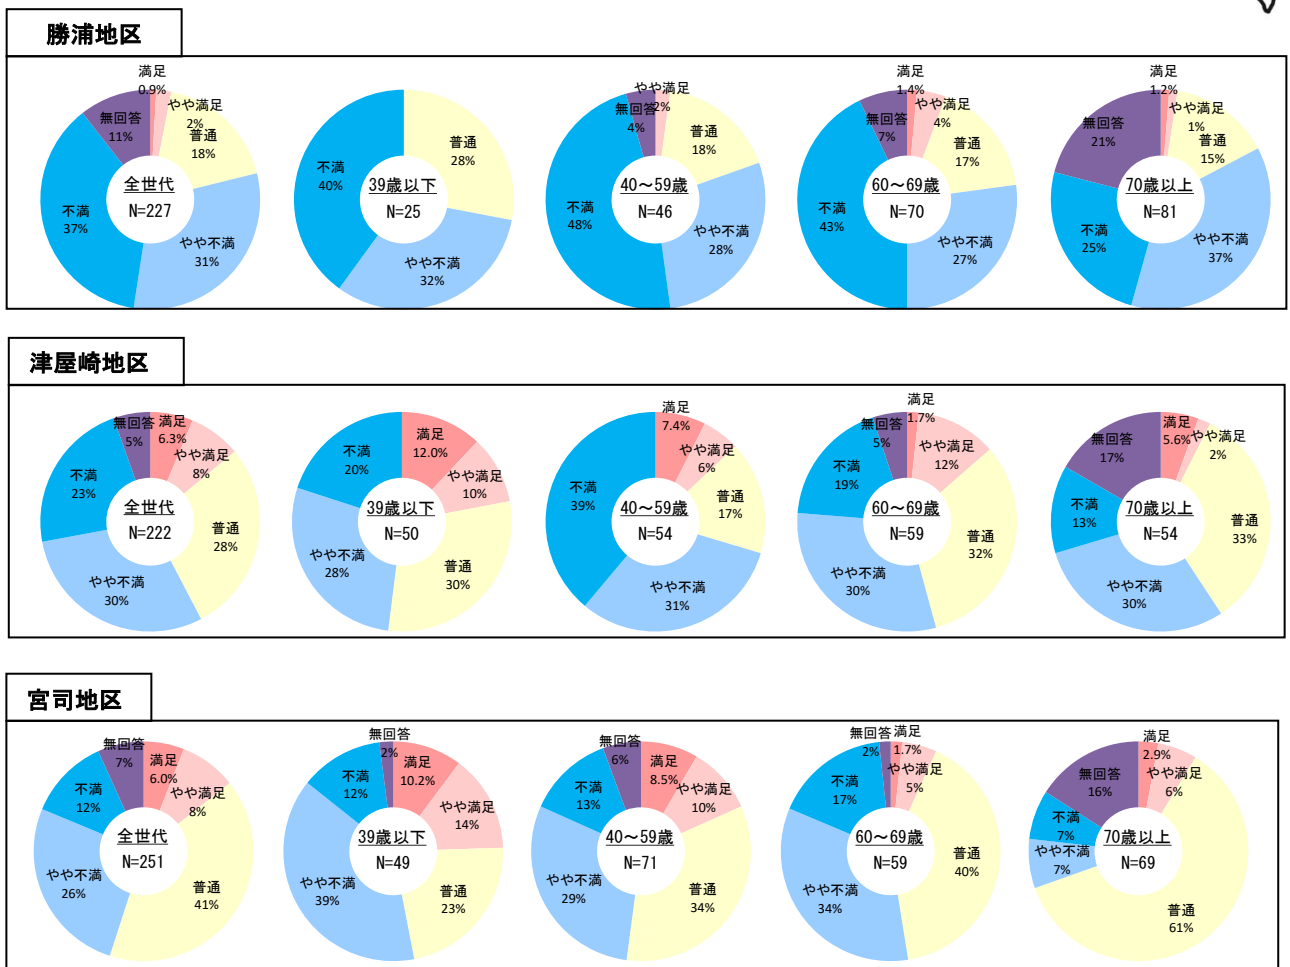 勝浦地区
満足
0.9%
やや満足
2%
普通
18%
やや不満
31%
不満
37%
無回答
11%
全世代
N=227
普通
28%
やや不満
32%
不満
40%
39歳以下
N=25
やや満足
2%
普通
18%
やや不満
28%
不満
48%
無回答
4%
40～59歳
N=46
満足
1.4%
やや満足
4%
普通
17%
やや不満
27%
不満
43%
無回答
7%
60～69歳
N=70
満足
1.2%
やや満足
1%
普通
15%
やや不満
37%
不満
25%
無回答
21%
70歳以上
N=81
津屋崎地区
満足
6.3%
やや満足
8%
普通
28%
やや不満
30%
不満
23%
無回答
5%
全世代
N=222
満足
12.0%
やや満足
10%
普通
30%
やや不満
28%
不満
20%
39歳以下
N=50
満足
7.4%
やや満足
6%
普通
17%
やや不満
31%
不満
39%
40～59歳
N=54
満足
1.7%
やや満足
12%
普通
32%
やや不満
30%
不満
19%
無回答
5%
60～69歳
N=59
満足
5.6%
やや満足
2%
普通
33%
やや不満
30%
不満
13%
無回答
17%
70歳以上
N=54
宮司地区
満足
6.0%
やや満足
8%
普通
41%
やや不満
26%
不満
12%
無回答
7%
全世代
N=251
満足
10.2%
やや満足
14%
普通
23%
やや不満
39%
不満
12%
無回答
2%
39歳以下
N=49
満足
8.5%
やや満足
10%
普通
34%
やや不満
29%
不満
13%
無回答
6%
40～59歳
N=71
満足
1.7%
やや満足
5%
普通
40%
やや不満
34%
不満
17%
無回答
2%
60～69歳
N=59
満足
2.9%
やや満足
6%
普通
61%
やや不満
7%
不満
7%
無回答
16%
70歳以上
N=69